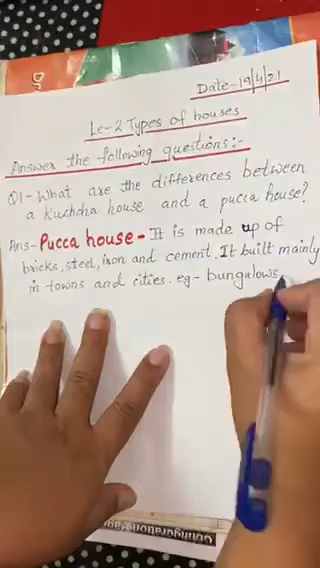 Date-19/4/21
Lc-2 Types of houses
Answer the following questions:-
Q1- What are the differences between
a Kuchcha house and a pucca house?
Ans- Pucca house - It is made up of
bricks, steel, iron and cement. It built mainly
in towns and cities. eg- bungalows